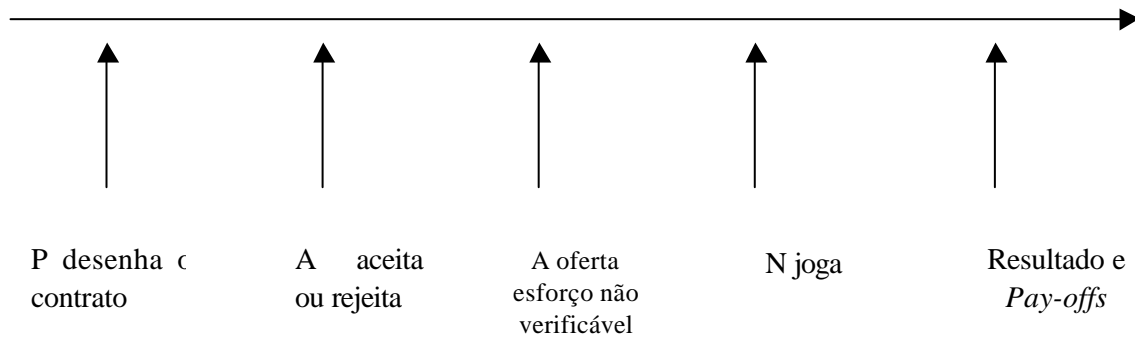 P desenha o
contrato
A aceita
ou rejeita
A oferta
esforço não
verificável
N joga
Resultado e
Pay-offs